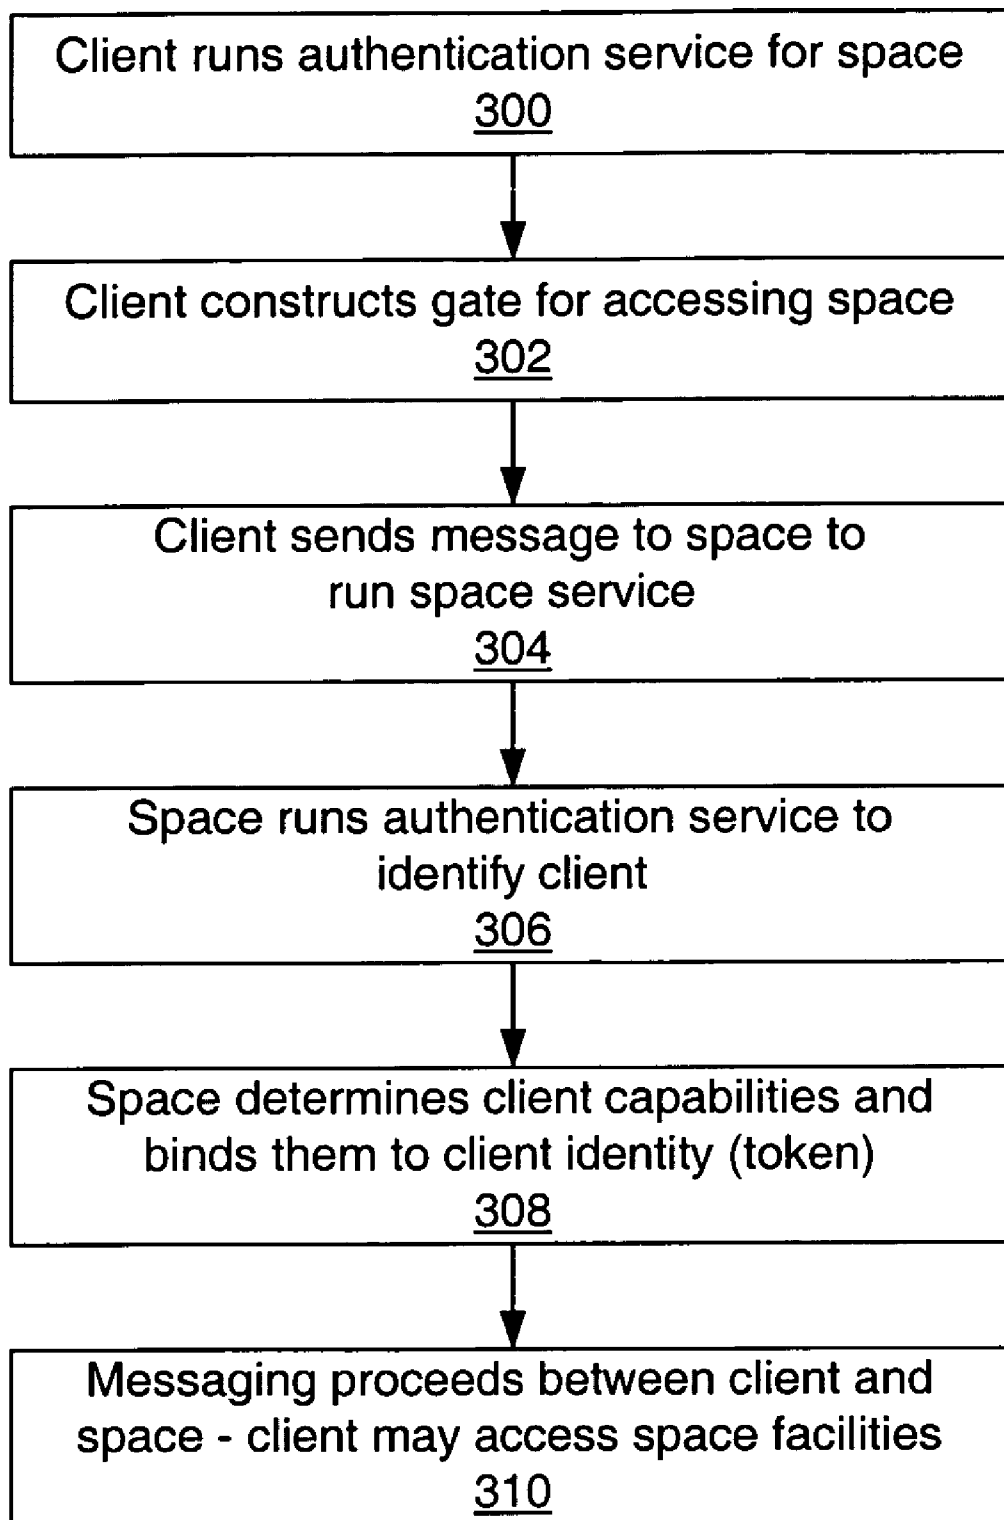 Client runs authentication service for space
300
Client constructs gate for accessing space
302
Client sends message to space to
run space service
304
Space runs authentication service to
identify client
306
Space determines client capabilities and
binds them to client identity (token)
308
Messaging proceeds between client and
space - client may access space facilities
310